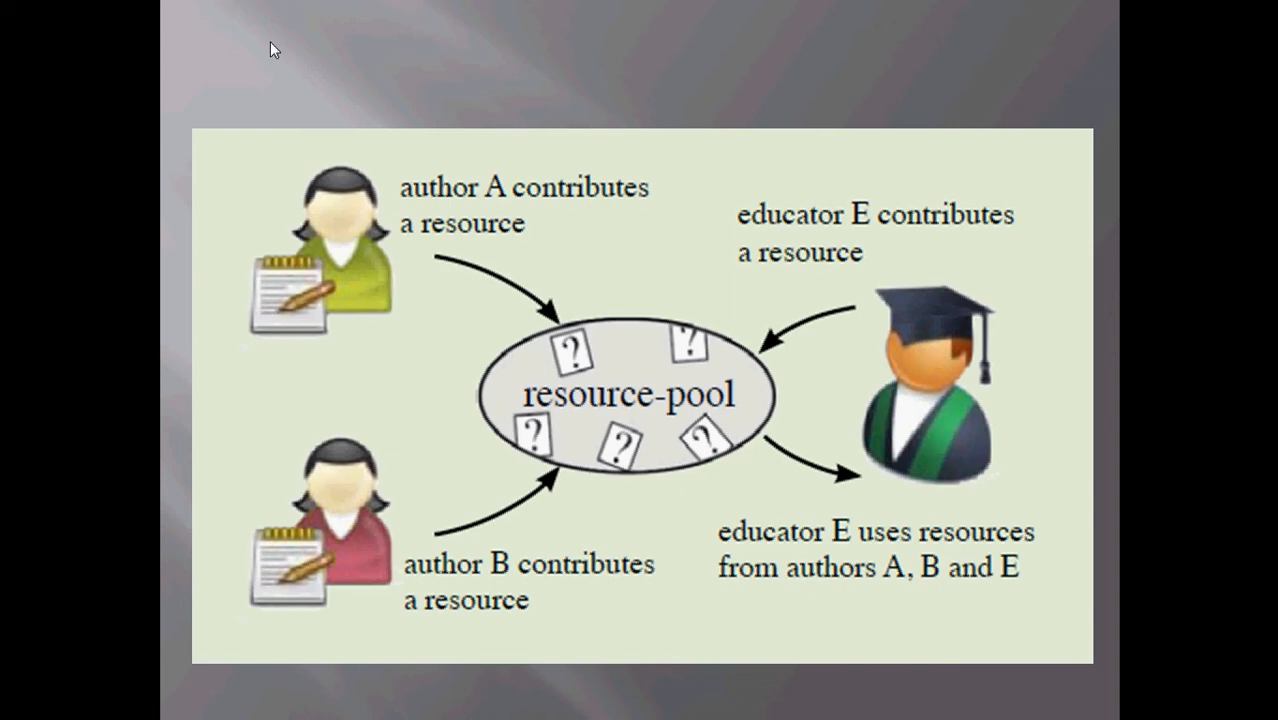 author A contributes
a resource
educator E contributes
a resource
? ?
resource-pool
? ? ?
author B contributes
a resource
educator E uses resources
from authors A, B and E